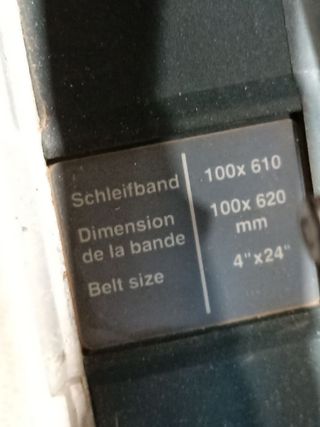 Schleifband
Dimension
de la bande
Belt size
100x 610
100x 620
mm
4"x24"